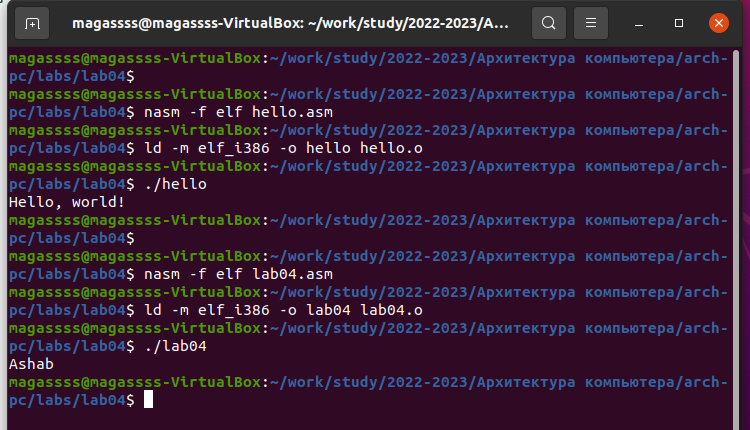 magassss@magassss-VirtualBox: ~/work/study/2022-2023/А...
magassss@magassss-VirtualBox:~/work/study/2022-2023/Архитектура компьютера/arch-
pc/labs/lab04$
magassss@magassss-VirtualBox:~/work/study/2022-2023/Архитектура компьютера/arch-
pc/labs/lab04$ nasm -f elf hello.asm
magassss@magassss-VirtualBox:~/work/study/2022-2023/Архитектура компьютера/arch-
pc/labs/lab04$ ld -m elf_i386 -o hello hello.o
magassss@magassss-VirtualBox:~/work/study/2022-2023/Архитектура компьютера/arch-
pc/labs/lab04$ ./hello
Hello, world!
magassss@magassss-VirtualBox:~/work/study/2022-2023/Архитектура компьютера/arch-
pc/labs/lab04$
magassss@magassss-VirtualBox:~/work/study/2022-2023/Архитектура компьютера/arch-
pc/labs/lab04$ nasm -f elf lab04.asm
magassss@magassss-VirtualBox:~/work/study/2022-2023/Архитектура компьютера/arch-
pc/labs/lab04$ ld -m elf_i386 -o lab04 lab04.o
magassss@magassss-VirtualBox:~/work/study/2022-2023/Архитектура компьютера/arch-
pc/labs/lab04$ ./lab04
Ashab
magassss@magassss-VirtualBox:~/work/study/2022-2023/Архитектура компьютера/arch-
pc/labs/lab04$